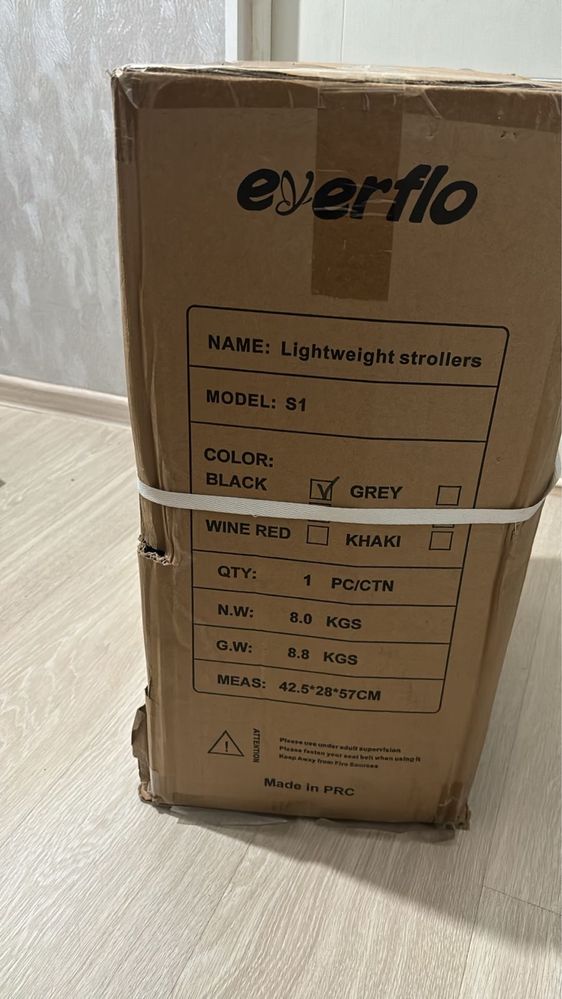 everflo
NAME: Lightweight strollers
MODEL: S1
COLOR:
BLACK GREY
WINE RED KHAKI
QTY: 1 PC/CTN
N.W: 8.0 KGS
G.W: 8.8 KGS
MEAS: 42.5*28*57CM
ATTENTION
Please use under adult supervision
Please fasten your seat belt when using it
Keep Away from Fire Sources
Made in PRC